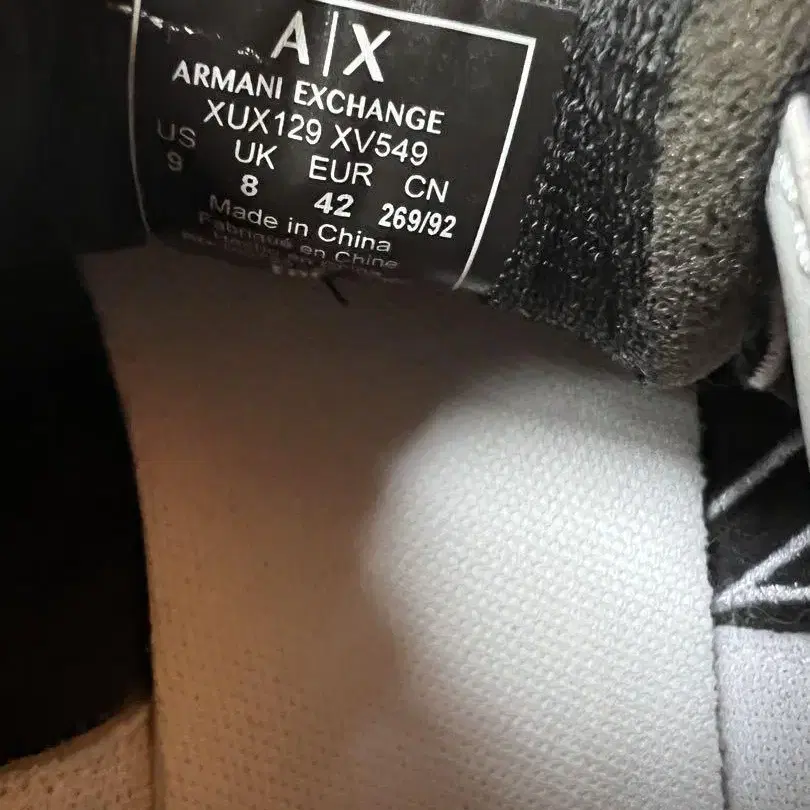 A|X
ARMANI EXCHANGE
XUX129 XV549
US UK EUR CN
9 8 42 269/92
Made in China
Fabriqué en Chine